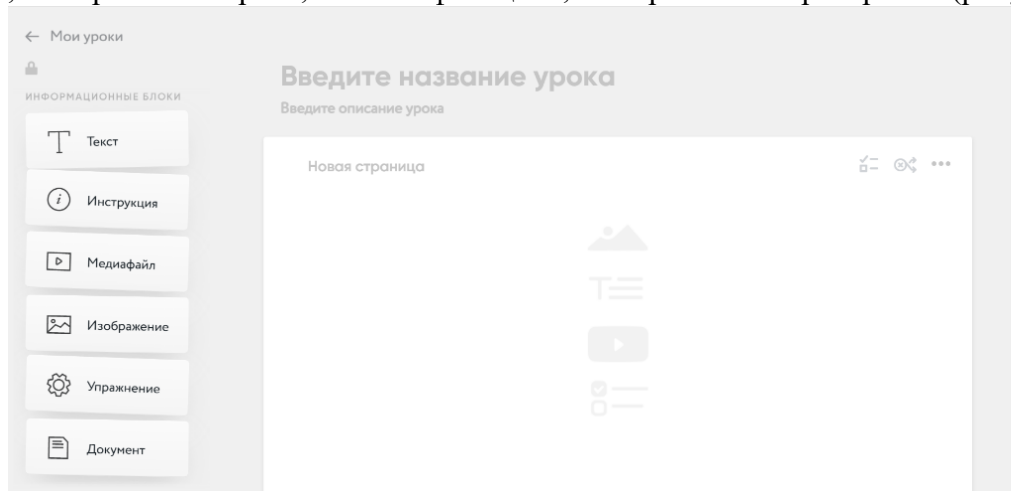 ← Мои уроки
ИНФОРМАЦИОННЫЕ БЛОКИ
Введите название урока
Введите описание урока
Текст
Инструкция
Медиафайл
Изображение
Упражнение
Документ
Новая страница